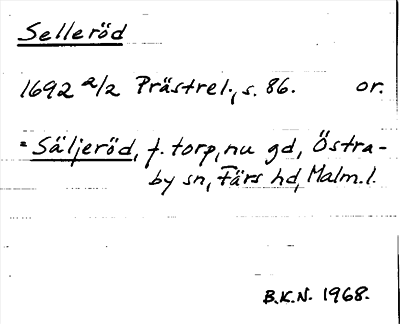 Selleröd
1692 2/2 Prästrel., s. 86. or.
= Säljeröd, f. torp, nu gd, Östra-
by sn, Färs hd, Malm. l.
B.K.N. 1968.